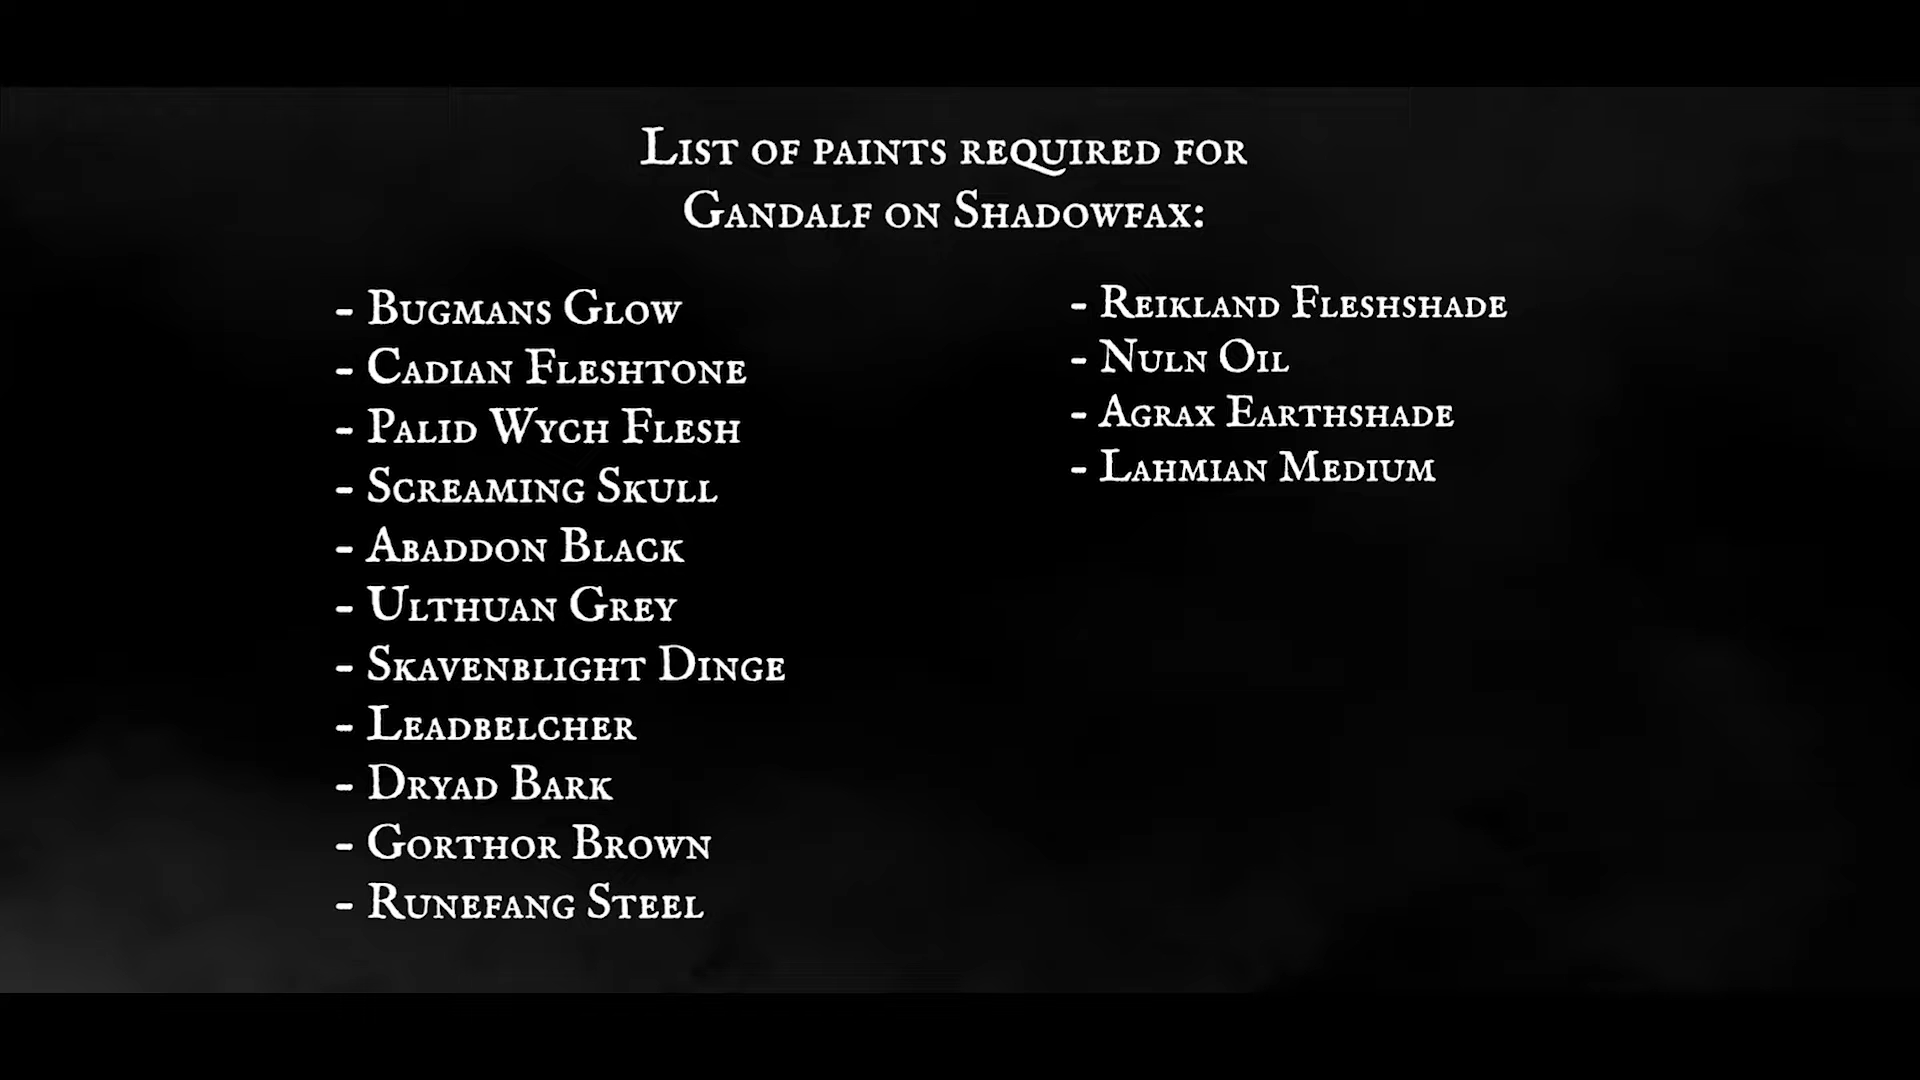 List of paints required for
Gandalf on Shadowfax:
- Bugmans Glow
- Cadian Fleshtone
- Palid Wych Flesh
- Screaming Skull
- Abaddon Black
- Ulthuan Grey
- Skavenblight Dinge
- Leadbelcher
- Dryad Bark
- Gorthor Brown
- Runefang Steel
- Reikland Fleshshade
- Nuln Oil
- Agrax Earthshade
- Lahmian Medium